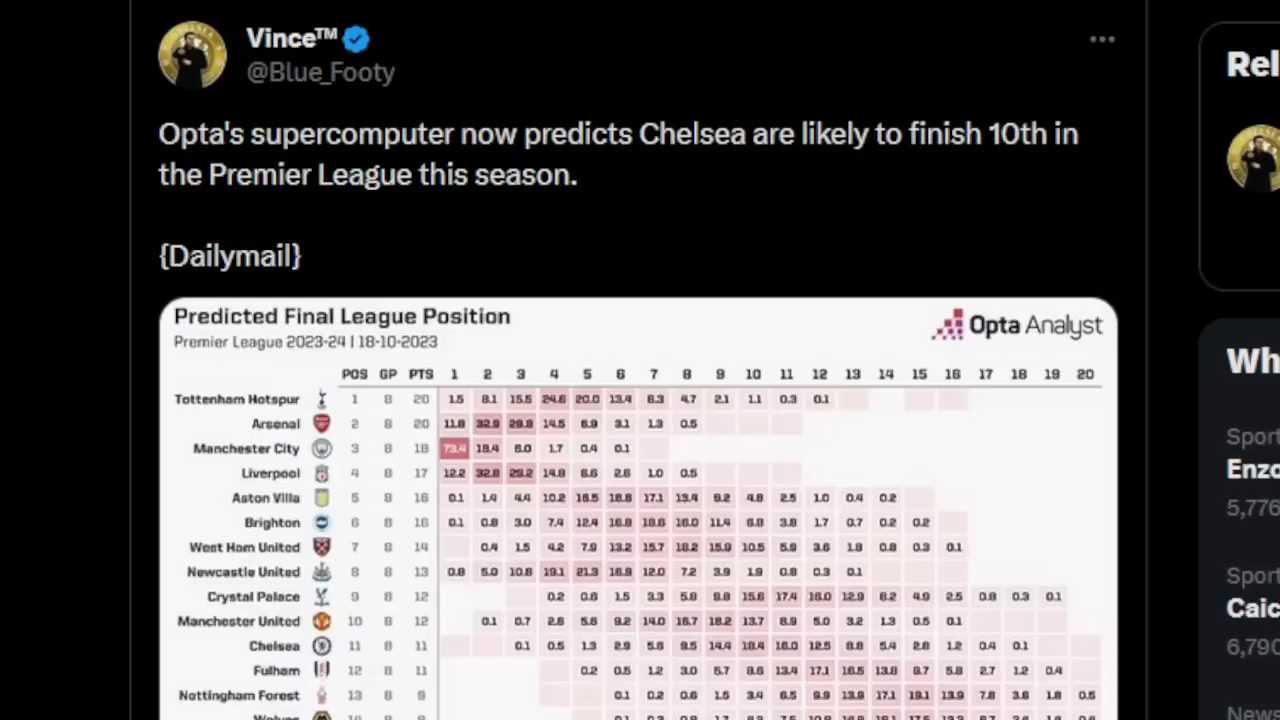 Vince™
@Blue_Footy
Opta's supercomputer now predicts Chelsea are likely to finish 10th in
the Premier League this season.
{Dailymail}
Predicted Final League Position
Premier League 2023-24 | 18-10-2023
Opta Analyst
POS GP PTS 1 2 3 4 5 6 7 8 9 10 11 12 13 14 15 16 17 18 19 20
Tottenham Hotspur 1 8 20 1.5 8.1 15.5 24.6 20.0 13.4 8.3 4.7 2.1 1.1 0.3 0.1
Arsenal 2 8 20 11.8 32.9 29.8 14.5 6.9 3.1 1.3 0.5
Manchester City 3 8 18 73.4 18.4 6.0 1.7 0.4 0.1
Liverpool 4 8 17 12.2 32.8 29.2 14.8 6.6 2.6 1.0 0.5
Aston Villa 5 8 16 0.1 1.4 4.4 10.2 16.5 18.8 17.1 13.4 8.2 4.8 2.5 1.0 0.4 0.2
Brighton 6 8 16 0.1 0.8 3.0 7.4 12.4 16.8 18.6 16.0 11.4 6.8 3.8 1.7 0.7 0.2 0.2
West Ham United 7 8 14 0.4 1.5 4.2 7.9 13.2 15.7 18.2 15.9 10.5 5.9 3.6 1.8 0.8 0.3 0.1
Newcastle United 8 8 13 0.8 5.0 10.8 19.1 21.3 16.9 12.0 7.2 3.9 1.9 0.8 0.3 0.1
Crystal Palace 9 8 12 0.2 0.6 1.5 3.3 5.8 9.8 15.6 17.4 16.0 12.9 8.2 4.9 2.5 0.8 0.3 0.1
Manchester United 10 8 12 0.1 0.7 2.6 5.6 9.2 14.0 16.7 18.2 13.7 8.9 5.0 3.2 1.3 0.5 0.1
Chelsea 11 8 11 0.1 0.5 1.3 2.9 5.8 9.5 14.4 18.4 16.0 12.5 8.8 5.4 2.8 1.2 0.4 0.1
Fulham 12 8 11 0.2 0.5 1.2 3.0 5.7 8.6 13.4 17.1 16.5 13.8 9.7 5.8 2.7 1.2 0.4
Nottingham Forest 13 8 9 0.1 0.2 0.6 1.5 3.4 6.5 9.9 13.9 17.1 19.1 13.9 7.8 3.6 1.8 0.5
Wolves
Rel
Wh
Sport
Enzo
5,776
Sport
Caic
6,790
News